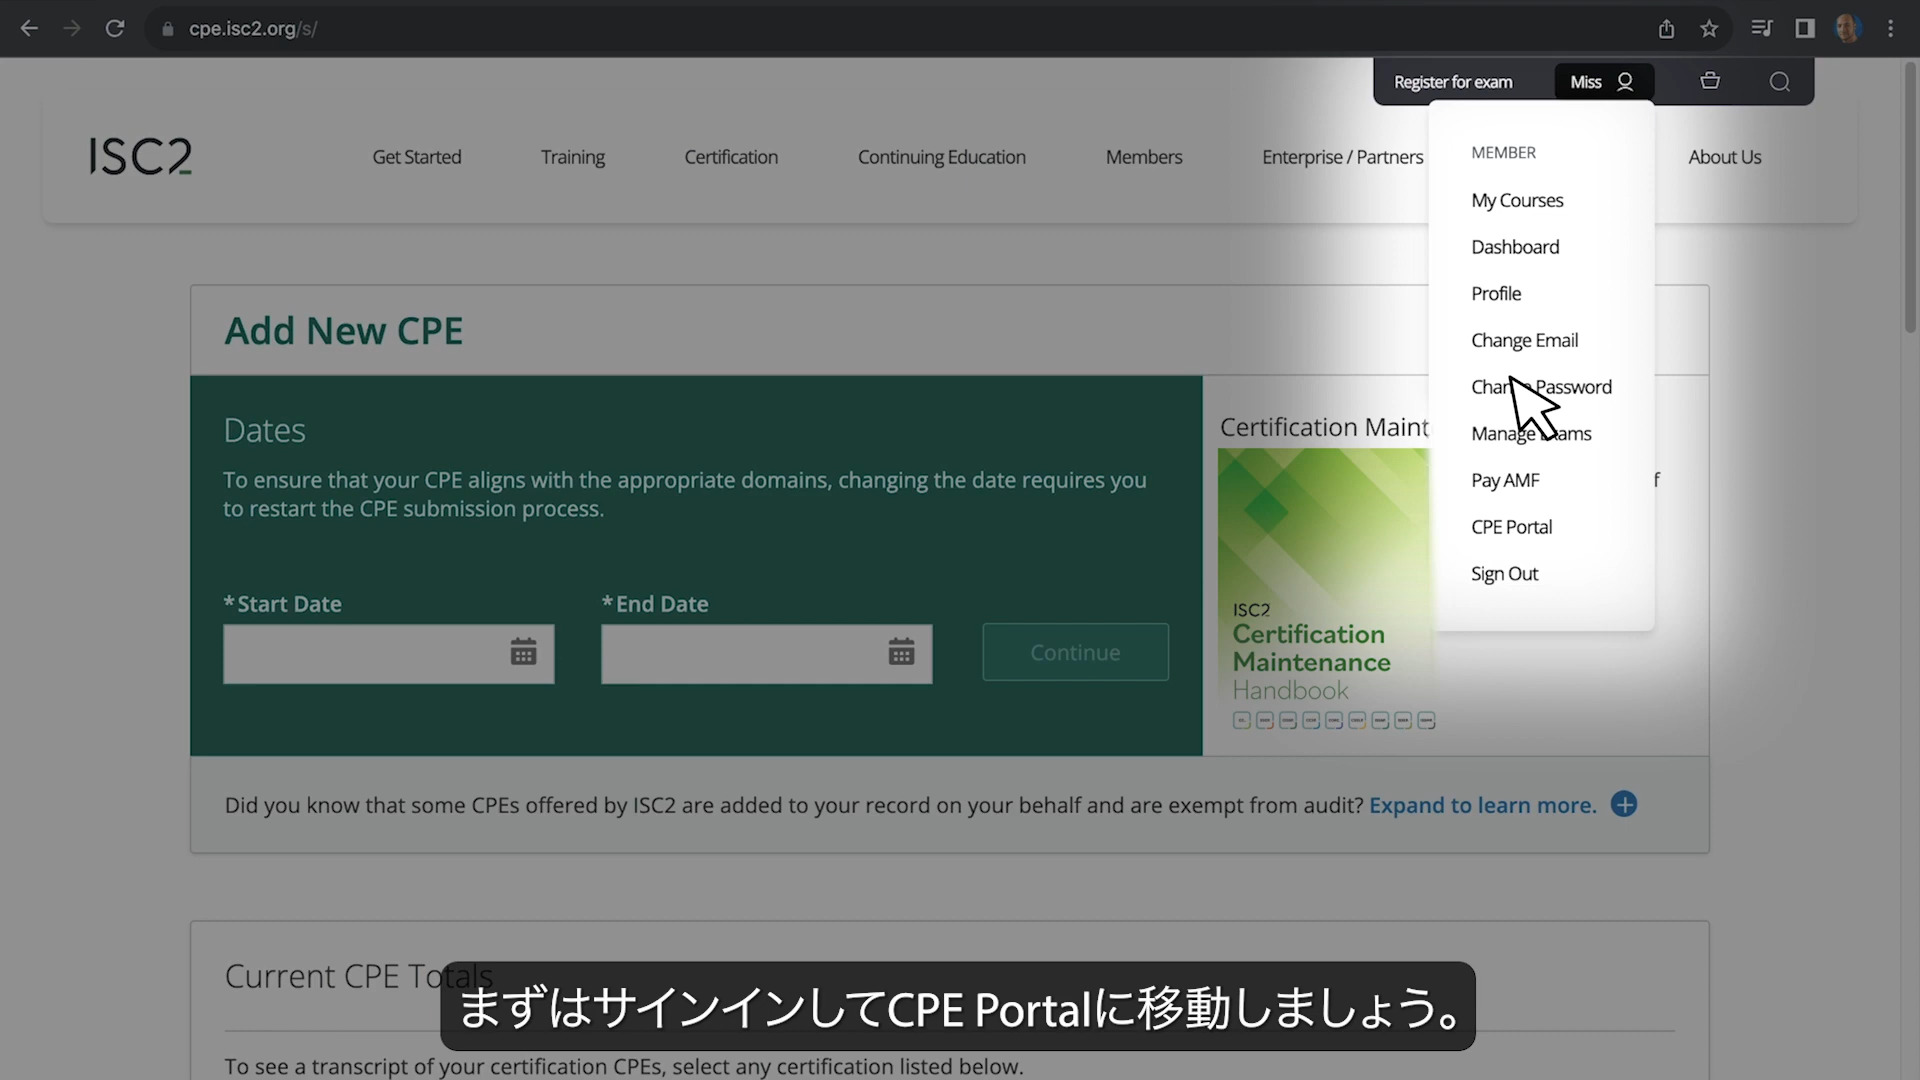 cpe.isc2.org/s/
Register for exam
Miss
ISC2
Get Started
Training
Certification
Continuing Education
Members
Enterprise / Partners
About Us
MEMBER
My Courses
Dashboard
Profile
Change Email
Change Password
Manage Exams
Pay AMF
CPE Portal
Sign Out
Add New CPE
Dates
To ensure that your CPE aligns with the appropriate domains, changing the date requires you
to restart the CPE submission process.
*Start Date
*End Date
Continue
Certification Maint
f
ISC2
Certification
Maintenance
Handbook
Did you know that some CPEs offered by ISC2 are added to your record on your behalf and are exempt from audit? Expand to learn more.
Current CPE Totals
まずはサインインしてCPE Portalに移動しましょう。
To see a transcript of your certification CPEs, select any certification listed below.